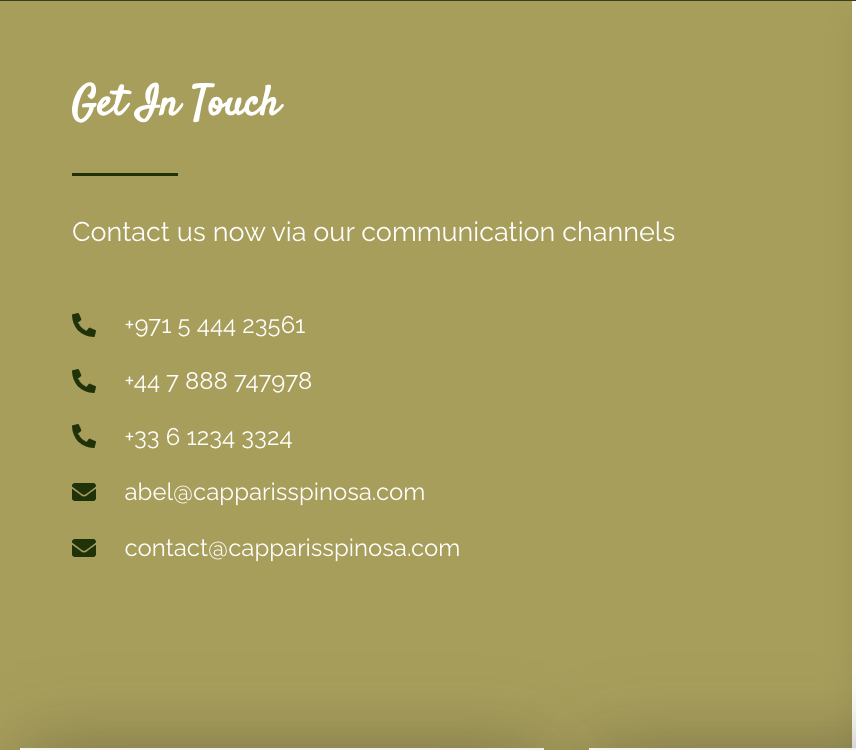 Get In Touch
Contact us now via our communication channels
+971 5 444 23561
+44 7 888 747978
+33 6 1234 3324
abel@capparisspinosa.com
contact@capparisspinosa.com